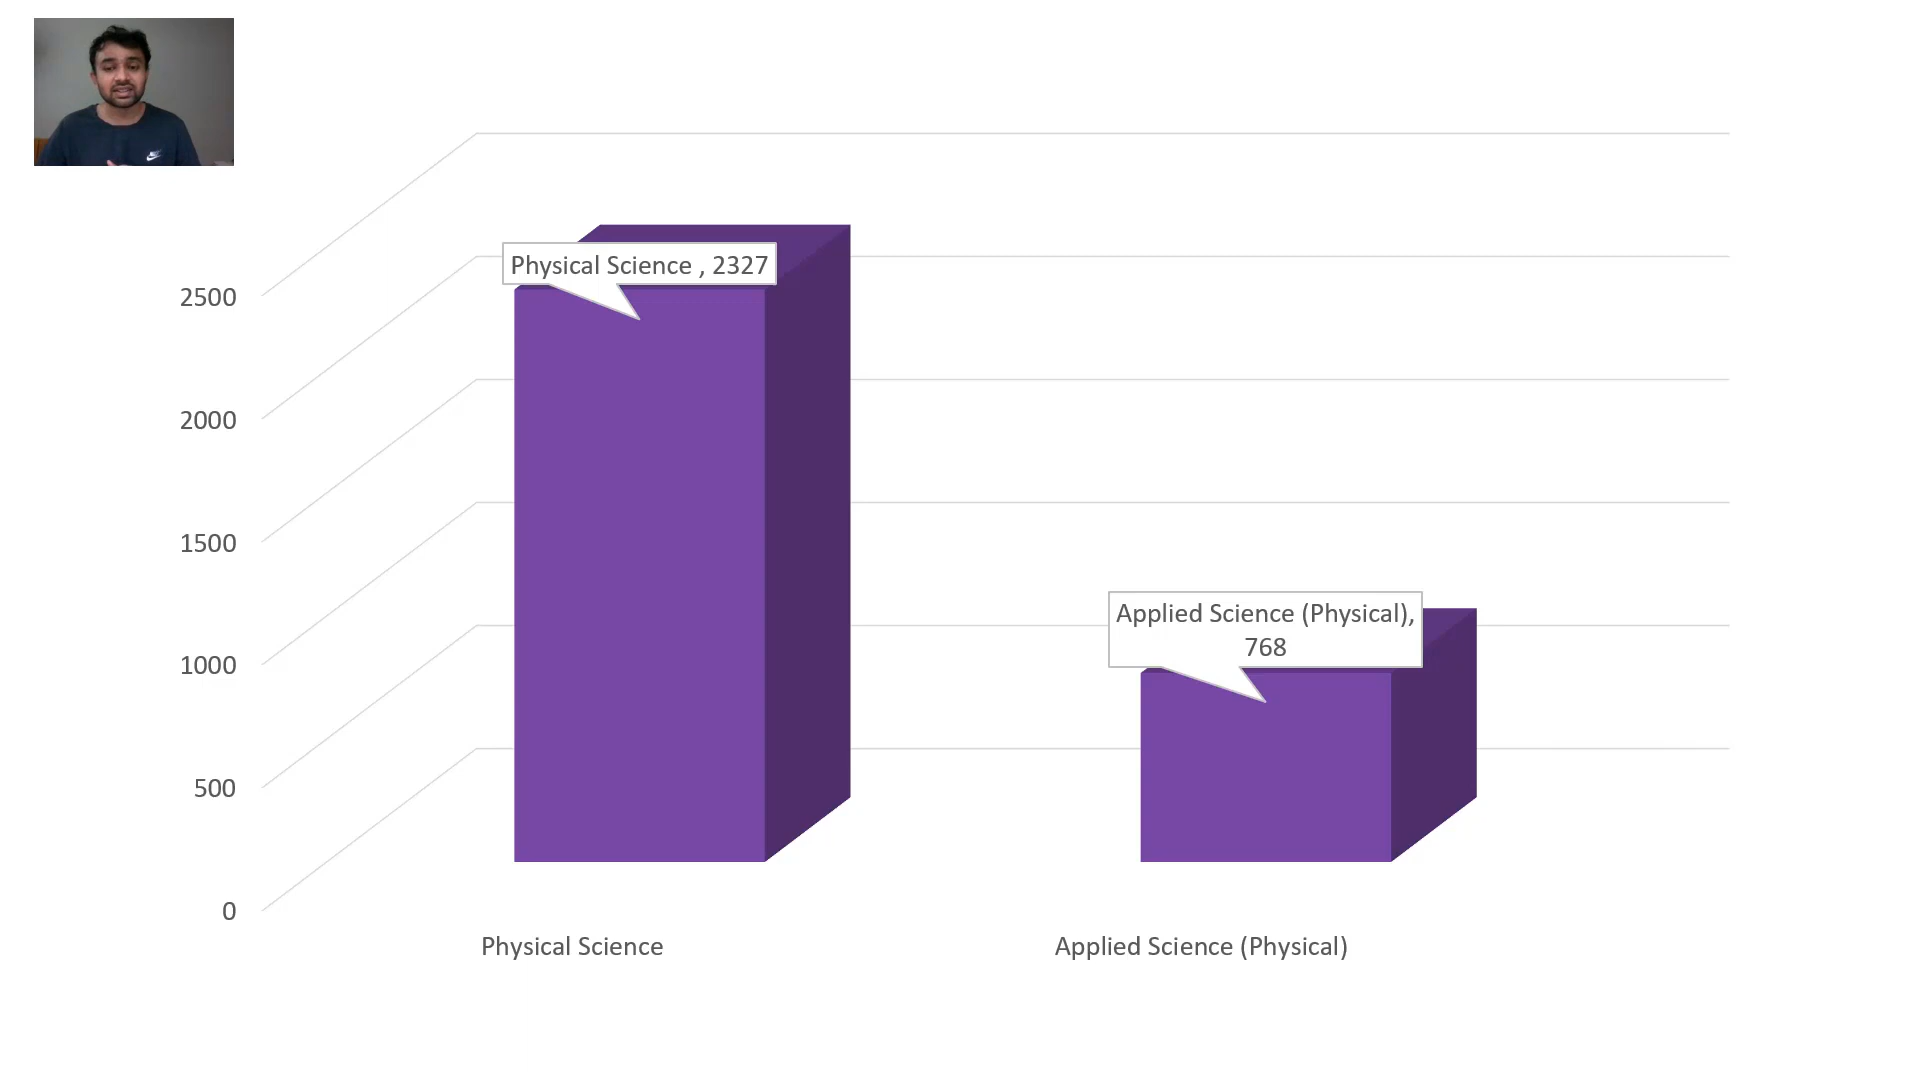 Physical Science , 2327
2500
2000
1500
Applied Science (Physical),
768
1000
500
0
Physical Science
Applied Science (Physical)